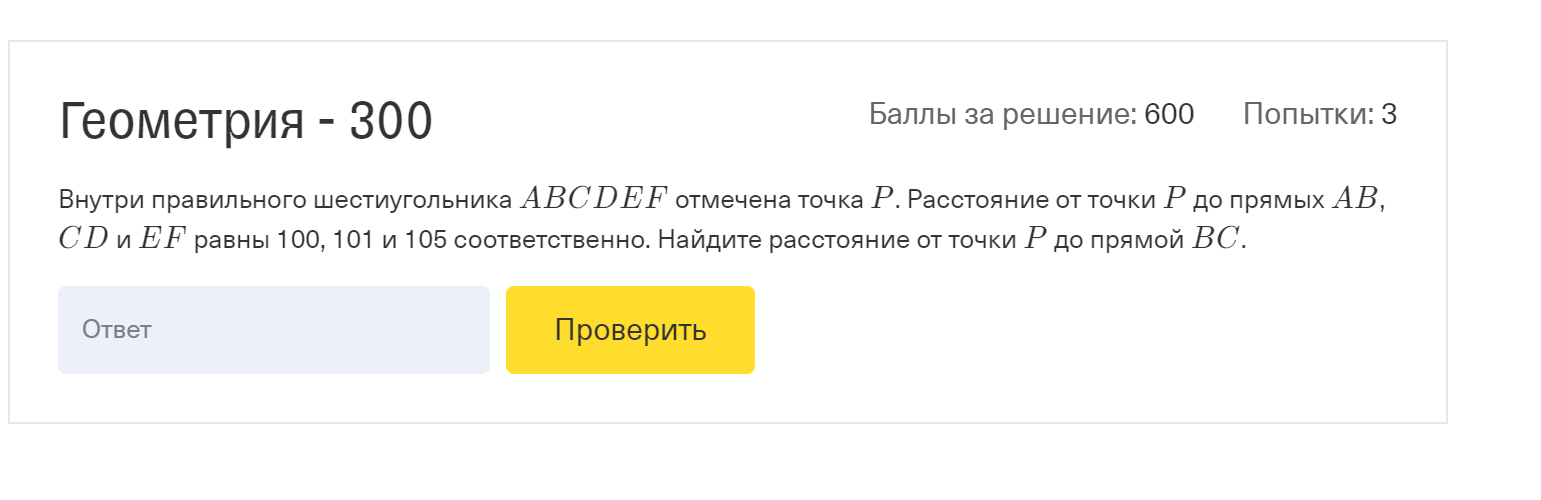 Геометрия - 300
Баллы за решение: 600 Попытки: 3
Внутри правильного шестиугольника ABCDEF отмечена точка P. Расстояние от точки P до прямых AB,
CD и EF равны 100, 101 и 105 соответственно. Найдите расстояние от точки P до прямой BC.
Ответ
Проверить